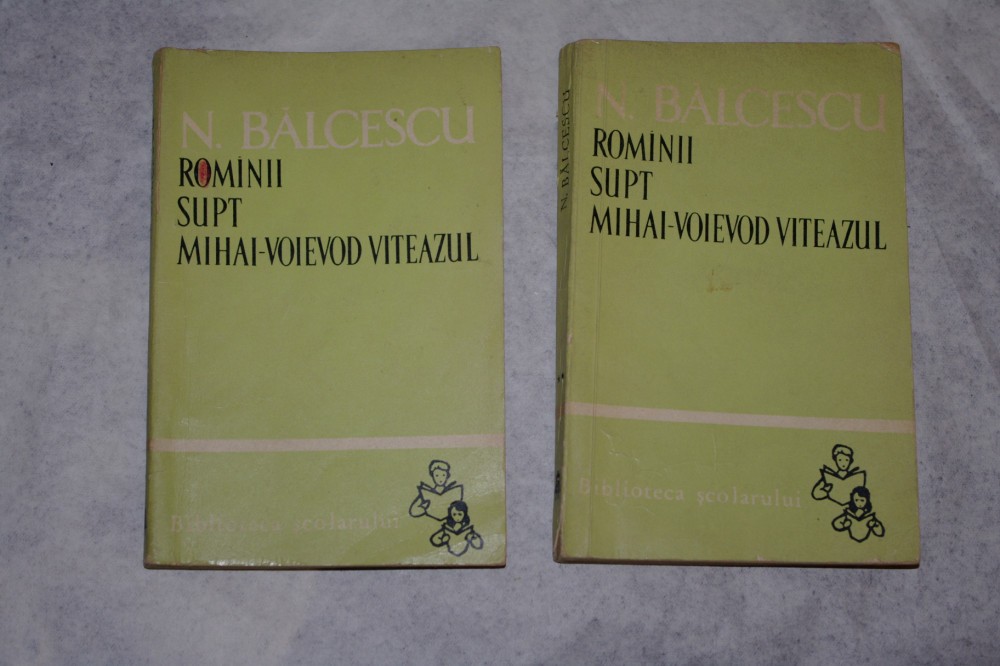 N. BĂLCESCU
ROMÎNII
SUPT
MIHAI-VOIEVOD VITEAZUL
Biblioteca școlarului
N. BĂLCESCU
N. BĂLCESCU
ROMÎNII
SUPT
MIHAI-VOIEVOD VITEAZUL
Biblioteca școlarului